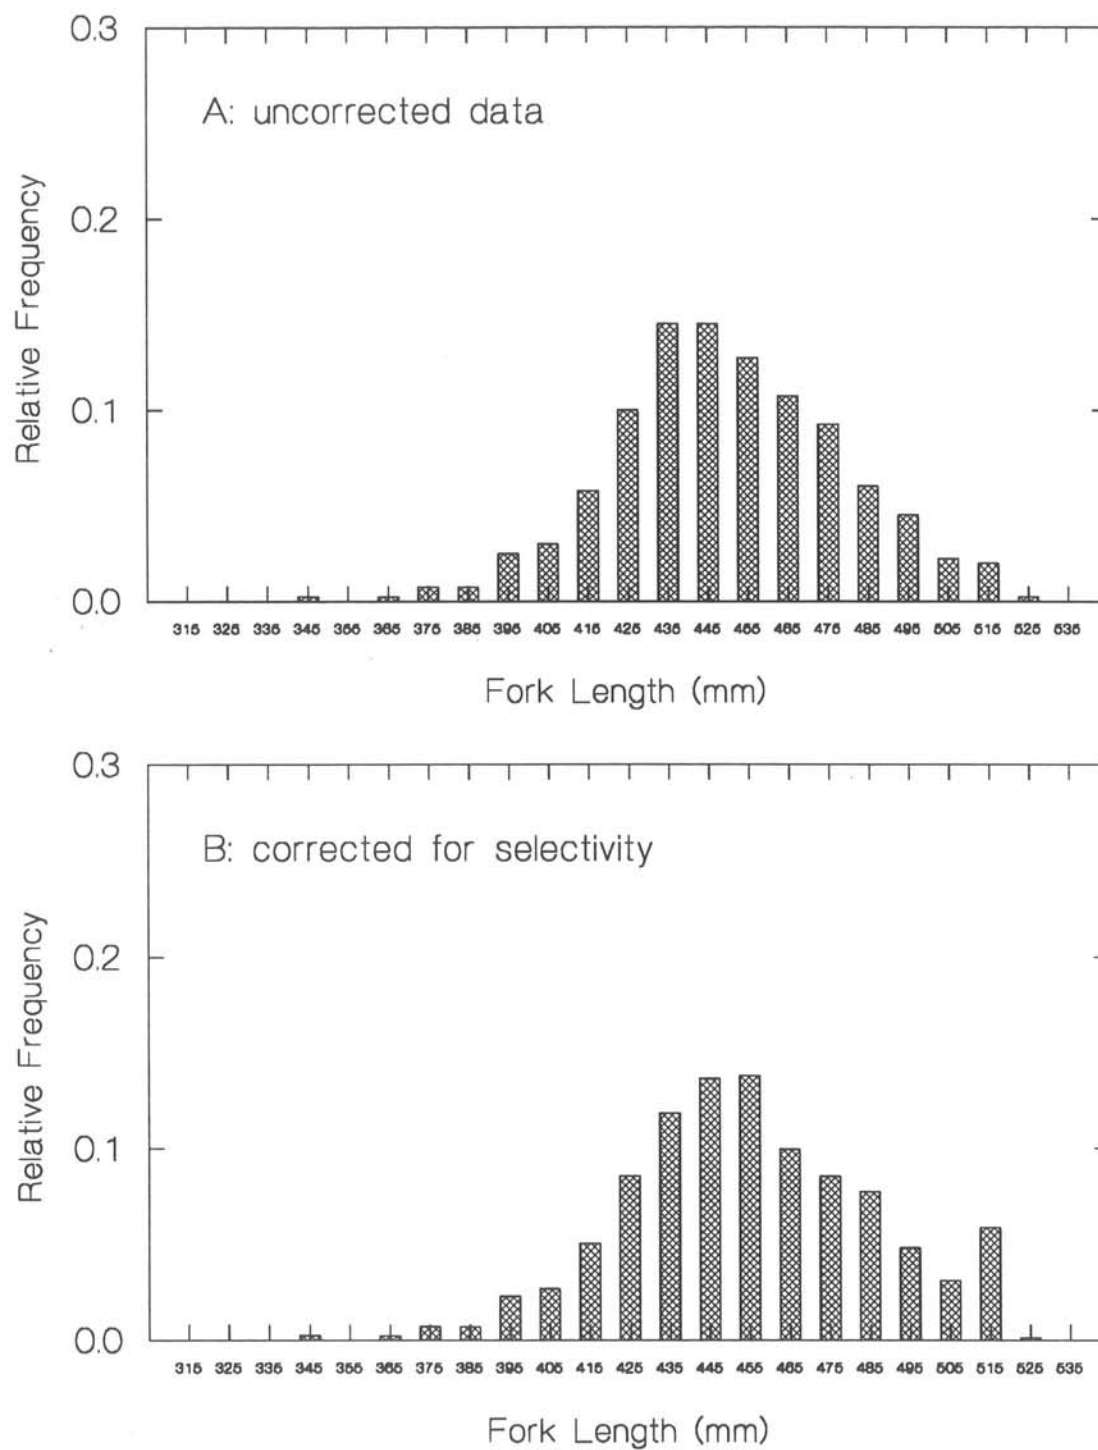 0.3
A: uncorrected data
0.2
Relative Frequency
0.1
0.0
315 325 335 345 355 365 375 385 395 405 415 425 435 445 455 465 475 485 495 505 515 525 535
Fork Length (mm)
0.3
B: corrected for selectivity
0.2
Relative Frequency
0.1
0.0
315 325 335 345 355 365 375 385 395 405 415 425 435 445 455 465 475 485 495 505 515 525 535
Fork Length (mm)